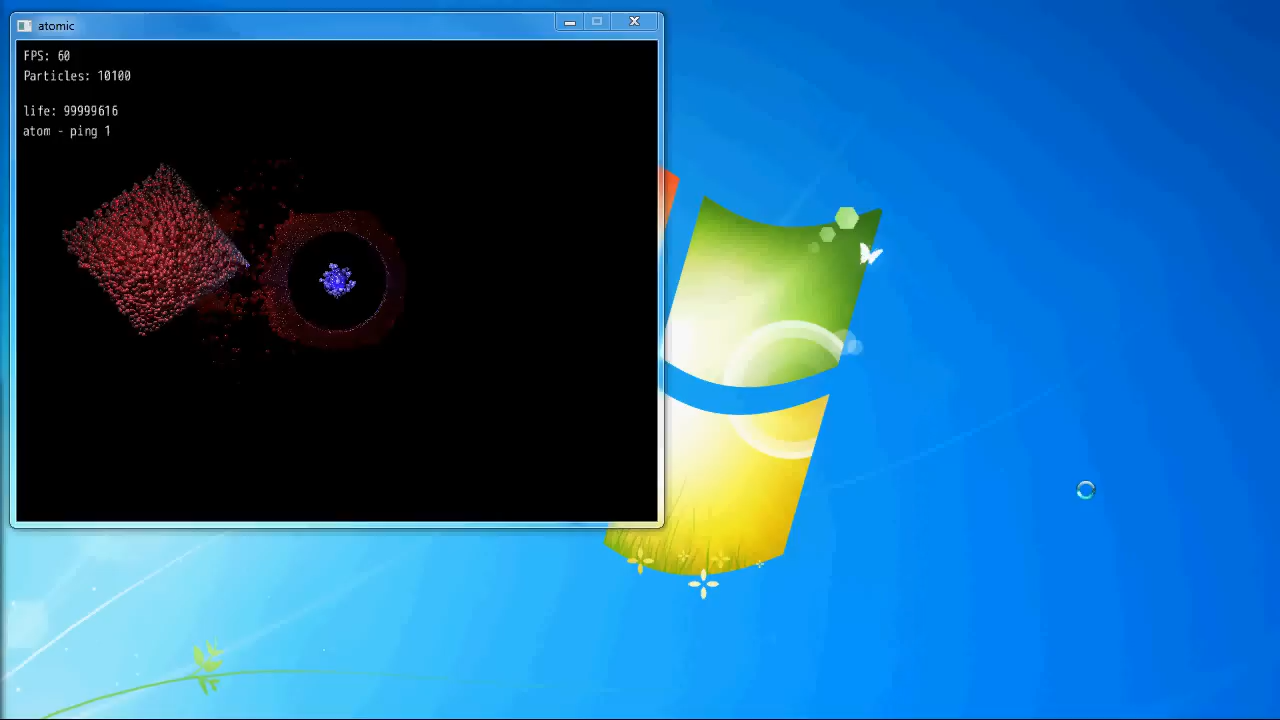 atomic
FPS: 60
Particles: 10100
life: 99999616
atom - ping 1